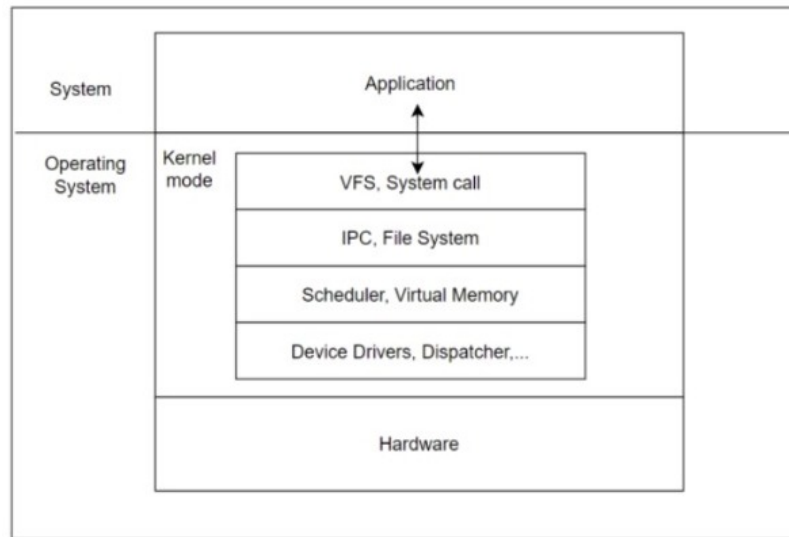 System
Application
Operating
System
Kernel
mode
VFS, System call
IPC, File System
Scheduler, Virtual Memory
Device Drivers, Dispatcher,...
Hardware